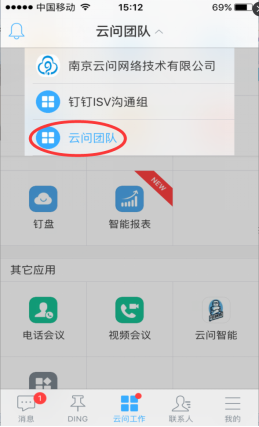 中国移动 15:12 69%
云问团队
南京云问网络技术有限公司
钉钉ISV沟通组
云问团队
钉盘 智能报表
NEW
其它应用
电话会议 视频会议 云问智能
1
消息 DING 云问工作 联系人 我的